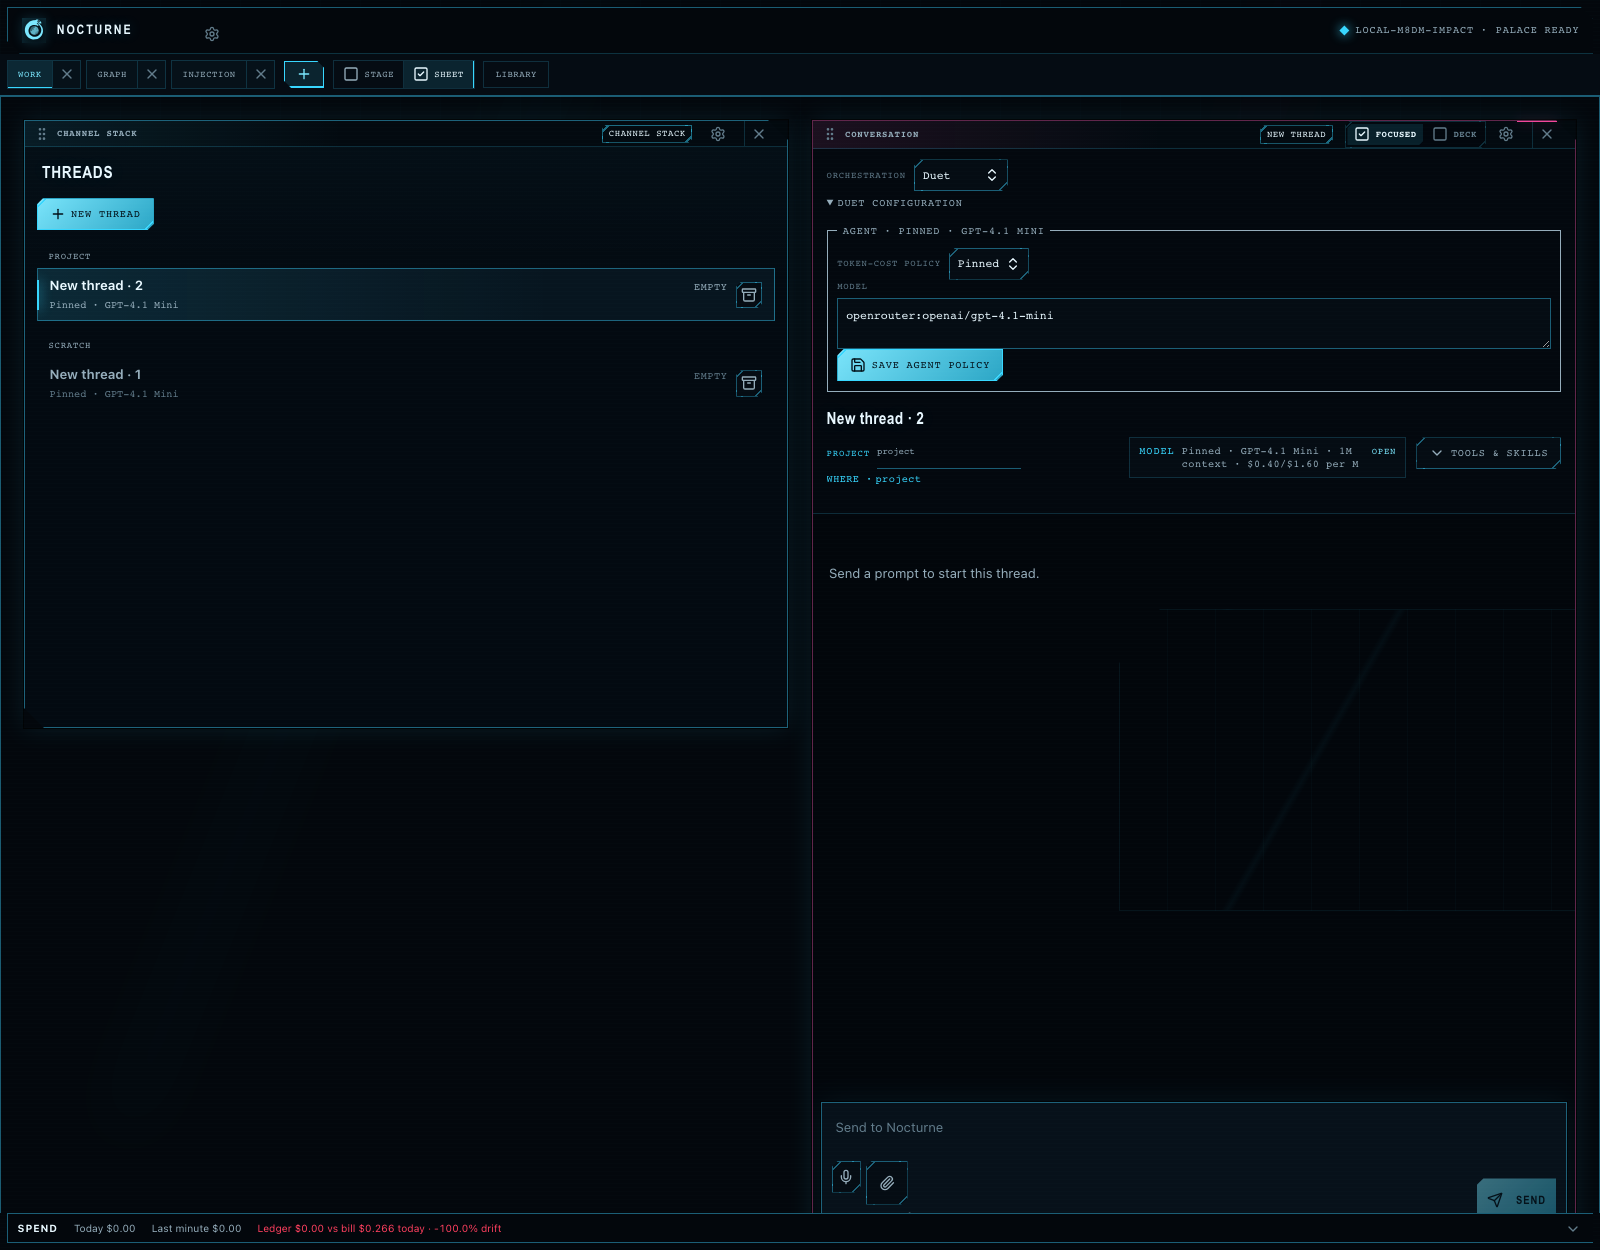 NOCTURNE
LOCAL-M8DM-IMPACT · PALACE READY
WORK
GRAPH
INJECTION
STAGE
SHEET
LIBRARY
CHANNEL STACK
CHANNEL STACK
THREADS
NEW THREAD
PROJECT
New thread · 2
EMPTY
Pinned · GPT-4.1 Mini
SCRATCH
New thread · 1
EMPTY
Pinned · GPT-4.1 Mini
CONVERSATION
NEW THREAD
FOCUSED
DECK
ORCHESTRATION
Duet
DUET CONFIGURATION
AGENT · PINNED · GPT-4.1 MINI
TOKEN-COST POLICY
Pinned
MODEL
openrouter:openai/gpt-4.1-mini
SAVE AGENT POLICY
New thread · 2
PROJECT project
WHERE · project
MODEL Pinned · GPT-4.1 Mini · 1M
context · $0.40/$1.60 per M
OPEN
TOOLS & SKILLS
Send a prompt to start this thread.
Send to Nocturne
SEND
SPEND Today $0.00 Last minute $0.00 Ledger $0.00 vs bill $0.266 today · -100.0% drift